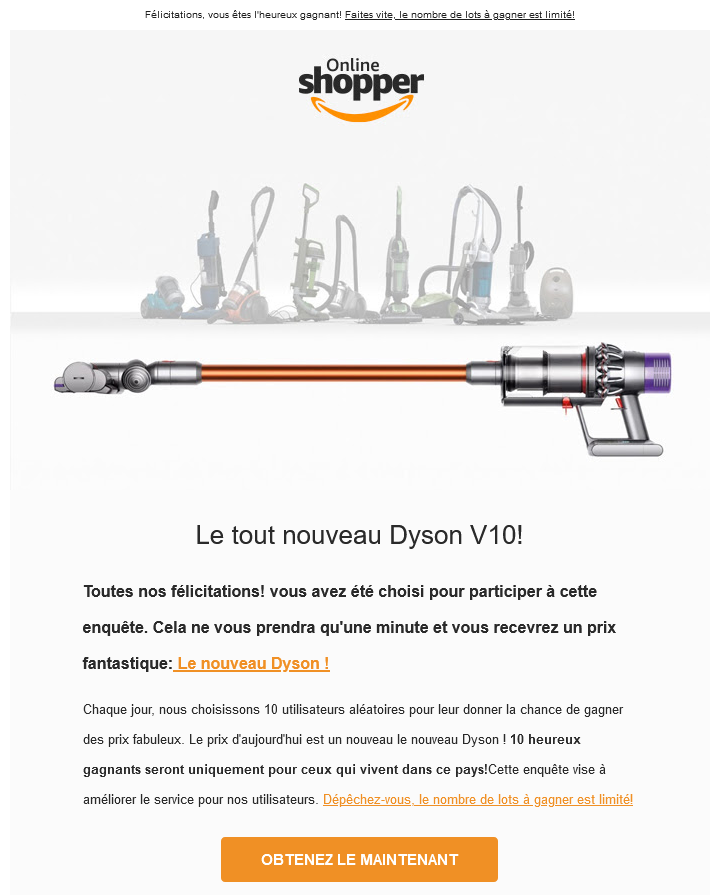 Félicitations, vous êtes l'heureux gagnant! Faites vite, le nombre de lots à gagner est limité!
Online
shopper
Le tout nouveau Dyson V10!
Toutes nos félicitations! vous avez été choisi pour participer à cette
enquête. Cela ne vous prendra qu'une minute et vous recevrez un prix
fantastique: Le nouveau Dyson !
Chaque jour, nous choisissons 10 utilisateurs aléatoires pour leur donner la chance de gagner
des prix fabuleux. Le prix d'aujourd'hui est un nouveau le nouveau Dyson ! 10 heureux
gagnants seront uniquement pour ceux qui vivent dans ce pays!Cette enquête vise à
améliorer le service pour nos utilisateurs. Dépêchez-vous, le nombre de lots à gagner est limité!
OBTENEZ LE MAINTENANT